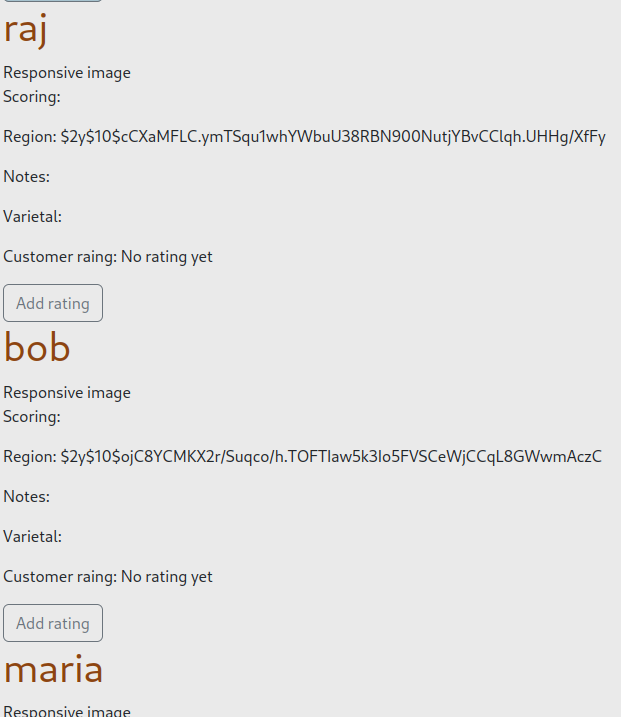 raj
Responsive image
Scoring:
Region: $2y$10$cCXaMFLC.ymTSqu1whYWbuU38RBN900NutjYBvCClqh.UHHg/XfFy
Notes:
Varietal:
Customer raing: No rating yet
Add rating
bob
Responsive image
Scoring:
Region: $2y$10$ojC8YCMKX2r/Suqco/h.TOFTIaw5k3Io5FVSCeWjCCqL8GWwmAczC
Notes:
Varietal:
Customer raing: No rating yet
Add rating
maria
Responsive image